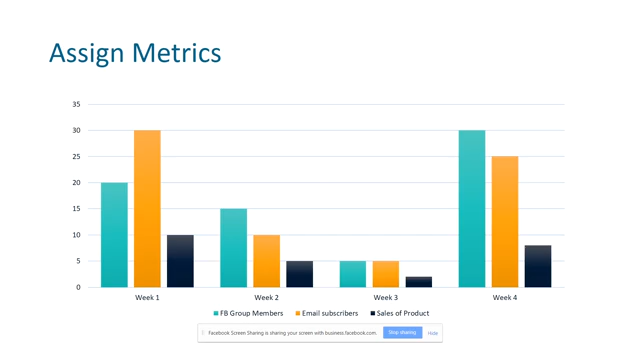 Assign Metrics
35
30
25
20
15
10
5
0
Week 1 Week 2 Week 3 Week 4
FB Group Members Email subscribers Sales of Product
Facebook Screen Sharing is sharing your screen with business.facebook.com. Stop sharing Hide